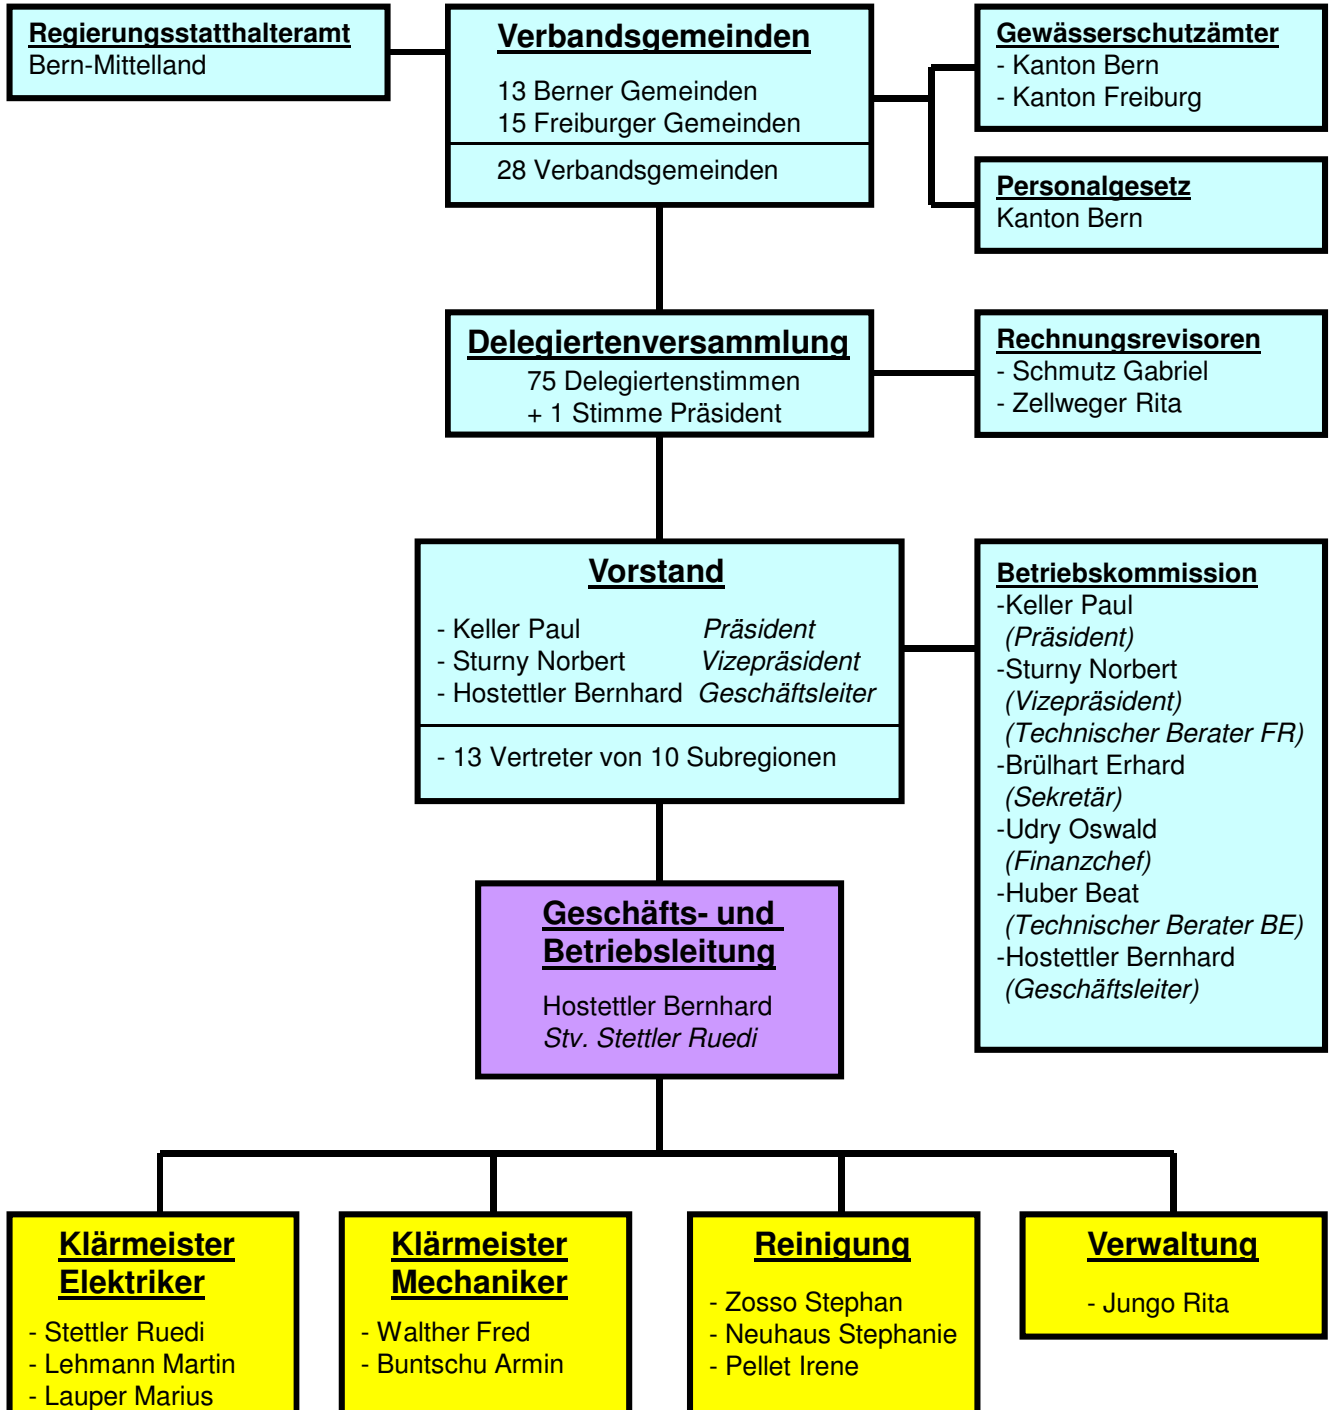 Regierungsstatthalteramt
Bern-Mittelland
Verbandsgemeinden
13 Berner Gemeinden
15 Freiburger Gemeinden
28 Verbandsgemeinden
Gewässerschutzämter
- Kanton Bern
- Kanton Freiburg
Personalgesetz
Kanton Bern
Delegiertenversammlung
75 Delegiertenstimmen
+ 1 Stimme Präsident
Rechnungsrevisoren
- Schmutz Gabriel
- Zellweger Rita
Vorstand
- Keller Paul Präsident
- Sturny Norbert Vizepräsident
- Hostettler Bernhard Geschäftsleiter
- 13 Vertreter von 10 Subregionen
Betriebskommission
-Keller Paul
(Präsident)
-Sturny Norbert
(Vizepräsident)
(Technischer Berater FR)
-Brülhart Erhard
(Sekretär)
-Udry Oswald
(Finanzchef)
-Huber Beat
(Technischer Berater BE)
-Hostettler Bernhard
(Geschäftsleiter)
Geschäfts- und
Betriebsleitung
Hostettler Bernhard
Stv. Stettler Ruedi
Klärmeister
Elektriker
- Stettler Ruedi
- Lehmann Martin
- Lauper Marius
Klärmeister
Mechaniker
- Walther Fred
- Buntschu Armin
Reinigung
- Zosso Stephan
- Neuhaus Stephanie
- Pellet Irene
Verwaltung
- Jungo Rita